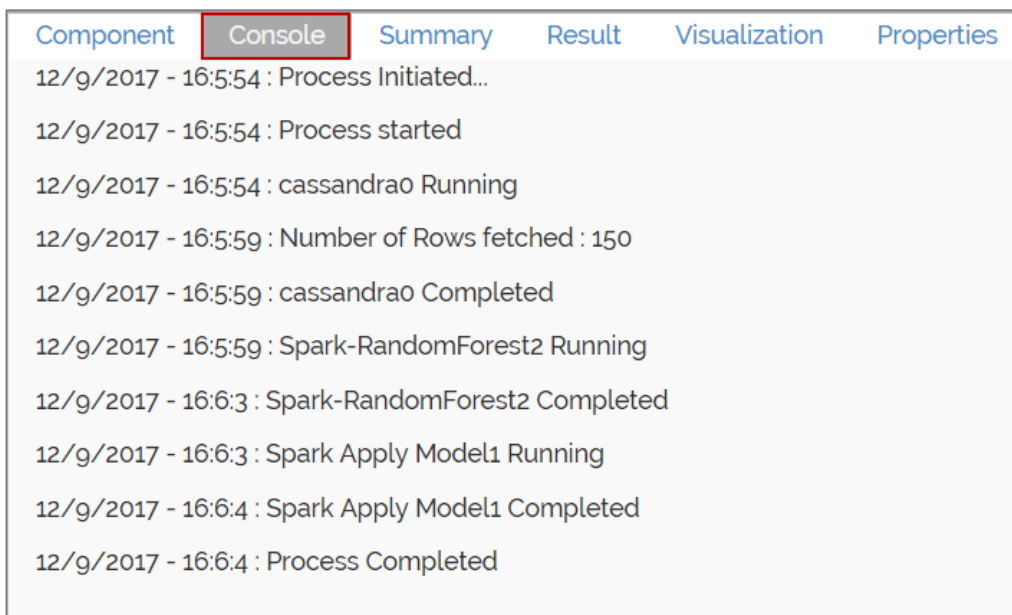 Component Console Summary Result Visualization Properties
12/9/2017 - 16:5:54 : Process Initiated...
12/9/2017 - 16:5:54 : Process started
12/9/2017 - 16:5:54 : cassandra0 Running
12/9/2017 - 16:5:59 : Number of Rows fetched : 150
12/9/2017 - 16:5:59 : cassandra0 Completed
12/9/2017 - 16:5:59 : Spark-RandomForest2 Running
12/9/2017 - 16:6:3 : Spark-RandomForest2 Completed
12/9/2017 - 16:6:3 : Spark Apply Model1 Running
12/9/2017 - 16:6:4 : Spark Apply Model1 Completed
12/9/2017 - 16:6:4 : Process Completed